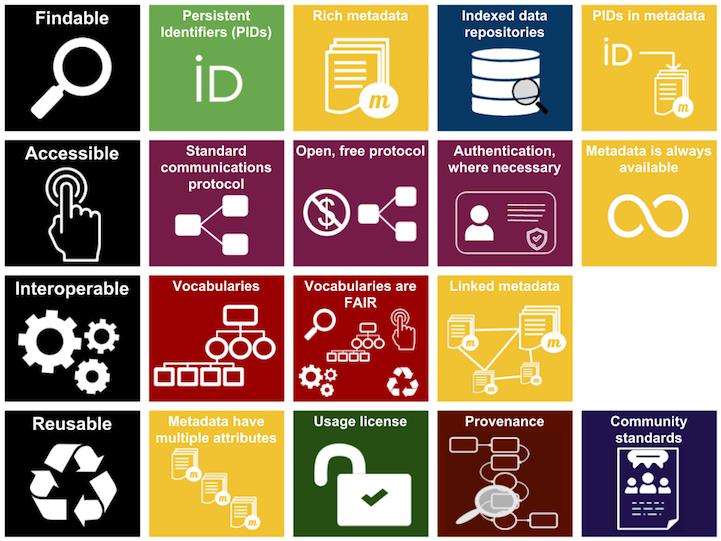 Findable
Persistent
Identifiers (PIDs)
iD
Rich metadata
m
Indexed data
repositories
PIDs in metadata
iD
m
Accessible
Standard
communications
protocol
Open, free protocol
$
Authentication,
where necessary
Metadata is always
available
Interoperable
Vocabularies
Vocabularies are
FAIR
Linked metadata
m
m
m
m
Reusable
Metadata have
multiple attributes
m
m
m
Usage license
Provenance
Community
standards